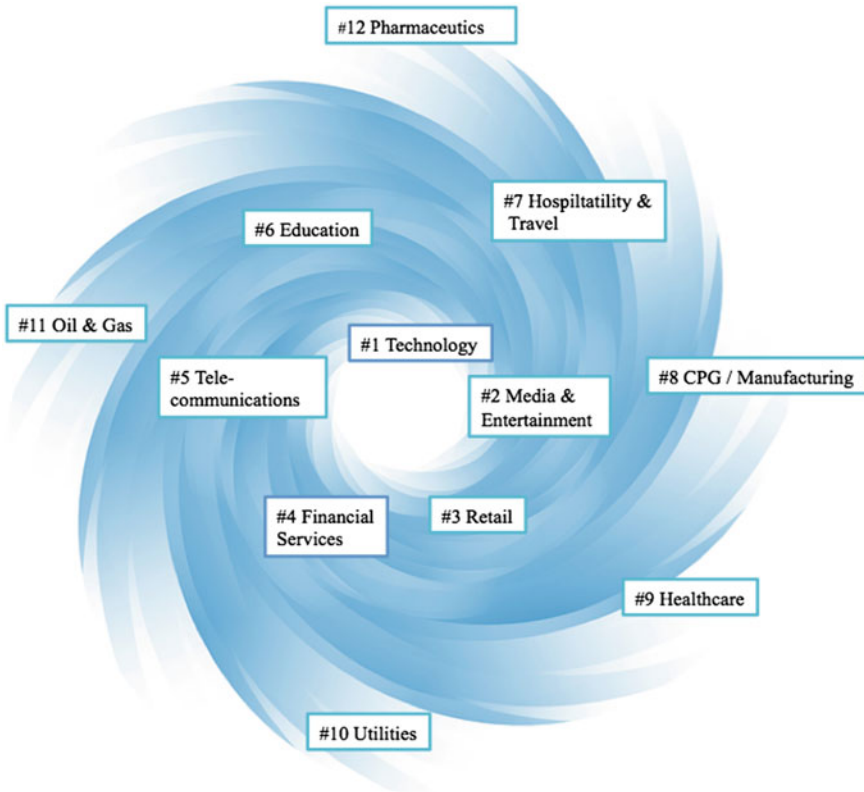 #12 Pharmaceutics
#7 Hospiltatility &
Travel
#6 Education
#11 Oil & Gas
#1 Technology
#5 Tele-
communications
#8 CPG / Manufacturing
#2 Media &
Entertainment
#4 Financial
Services
#3 Retail
#9 Healthcare
#10 Utilities